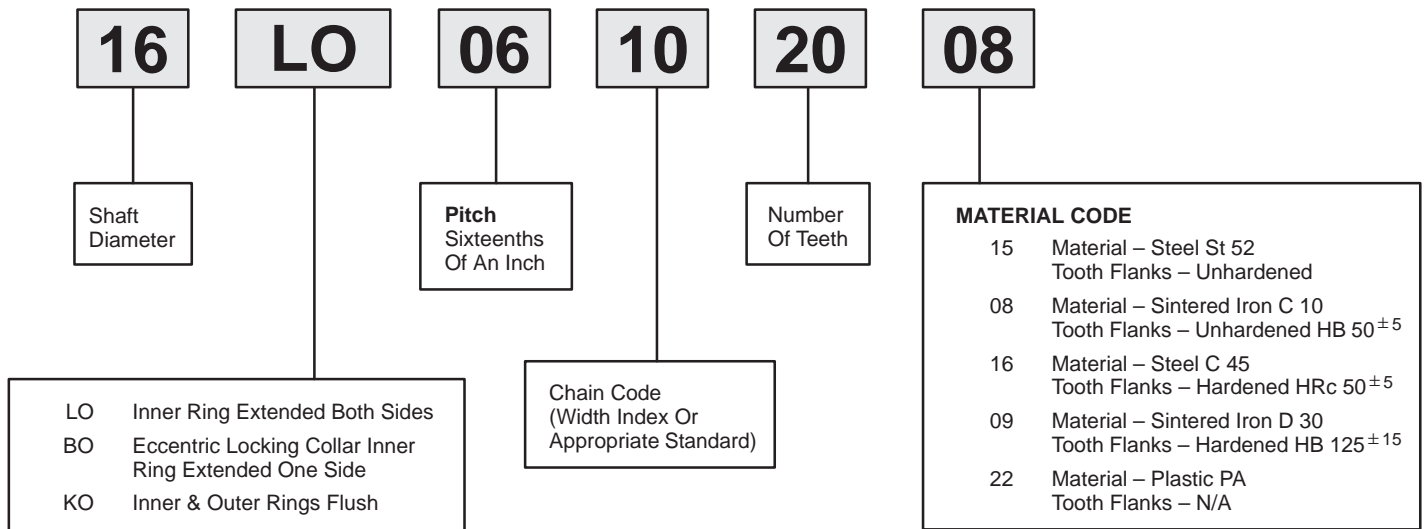 16 LO 06 10 20 08
Shaft
Diameter
Pitch
Sixteenths
Of An Inch
Number
Of Teeth
MATERIAL CODE
15 Material – Steel St 52
Tooth Flanks – Unhardened
08 Material – Sintered Iron C 10
Tooth Flanks – Unhardened HB 50 ±5
16 Material – Steel C 45
Tooth Flanks – Hardened HRc 50 ±5
09 Material – Sintered Iron D 30
Tooth Flanks – Hardened HB 125 ±15
22 Material – Plastic PA
Tooth Flanks – N/A
LO Inner Ring Extended Both Sides
BO Eccentric Locking Collar Inner
Ring Extended One Side
KO Inner & Outer Rings Flush
Chain Code
(Width Index Or
Appropriate Standard)